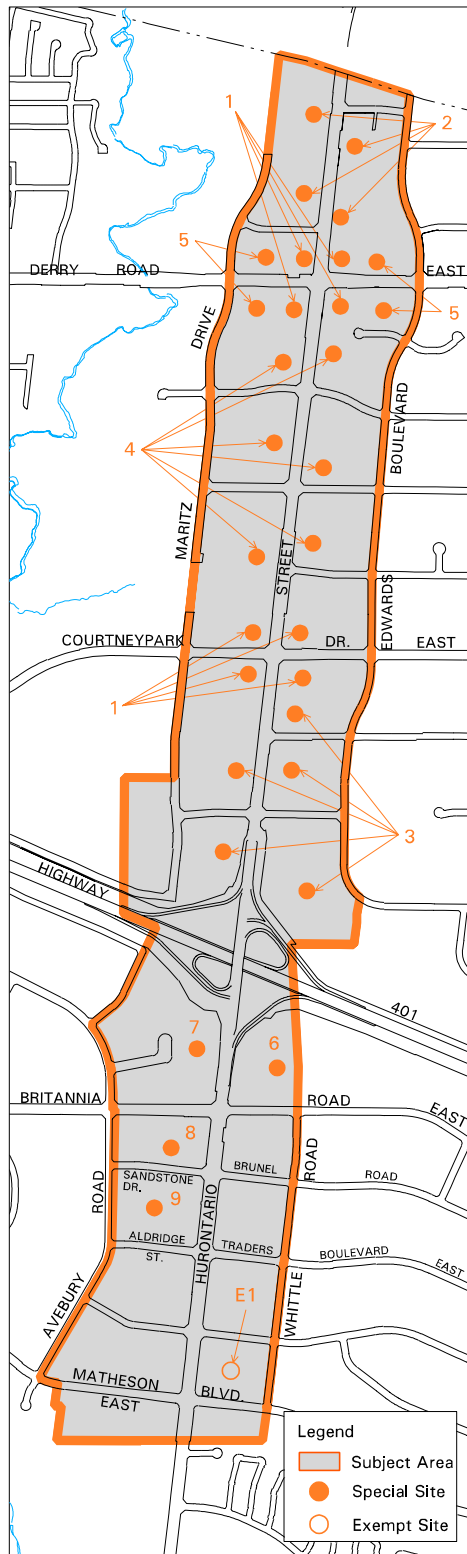 1
2
5
DERRY ROAD EAST
5
DRIVE
BOULEVARD
4
MARITZ
STREET
EDWARDS
COURTNEYPARK DR. EAST
1
3
HIGHWAY
401
7
6
BRITANNIA ROAD EAST
8
SANDSTONE
DR.
BRUNEL ROAD
ROAD
ROAD
9
HURONTARIO
ALDRIDGE
ST.
TRADERS BOULEVARD EAST
AVEBURY
WHITTLE
E1
MATHESON BLVD.
EAST
Legend
Subject Area
Special Site
Exempt Site